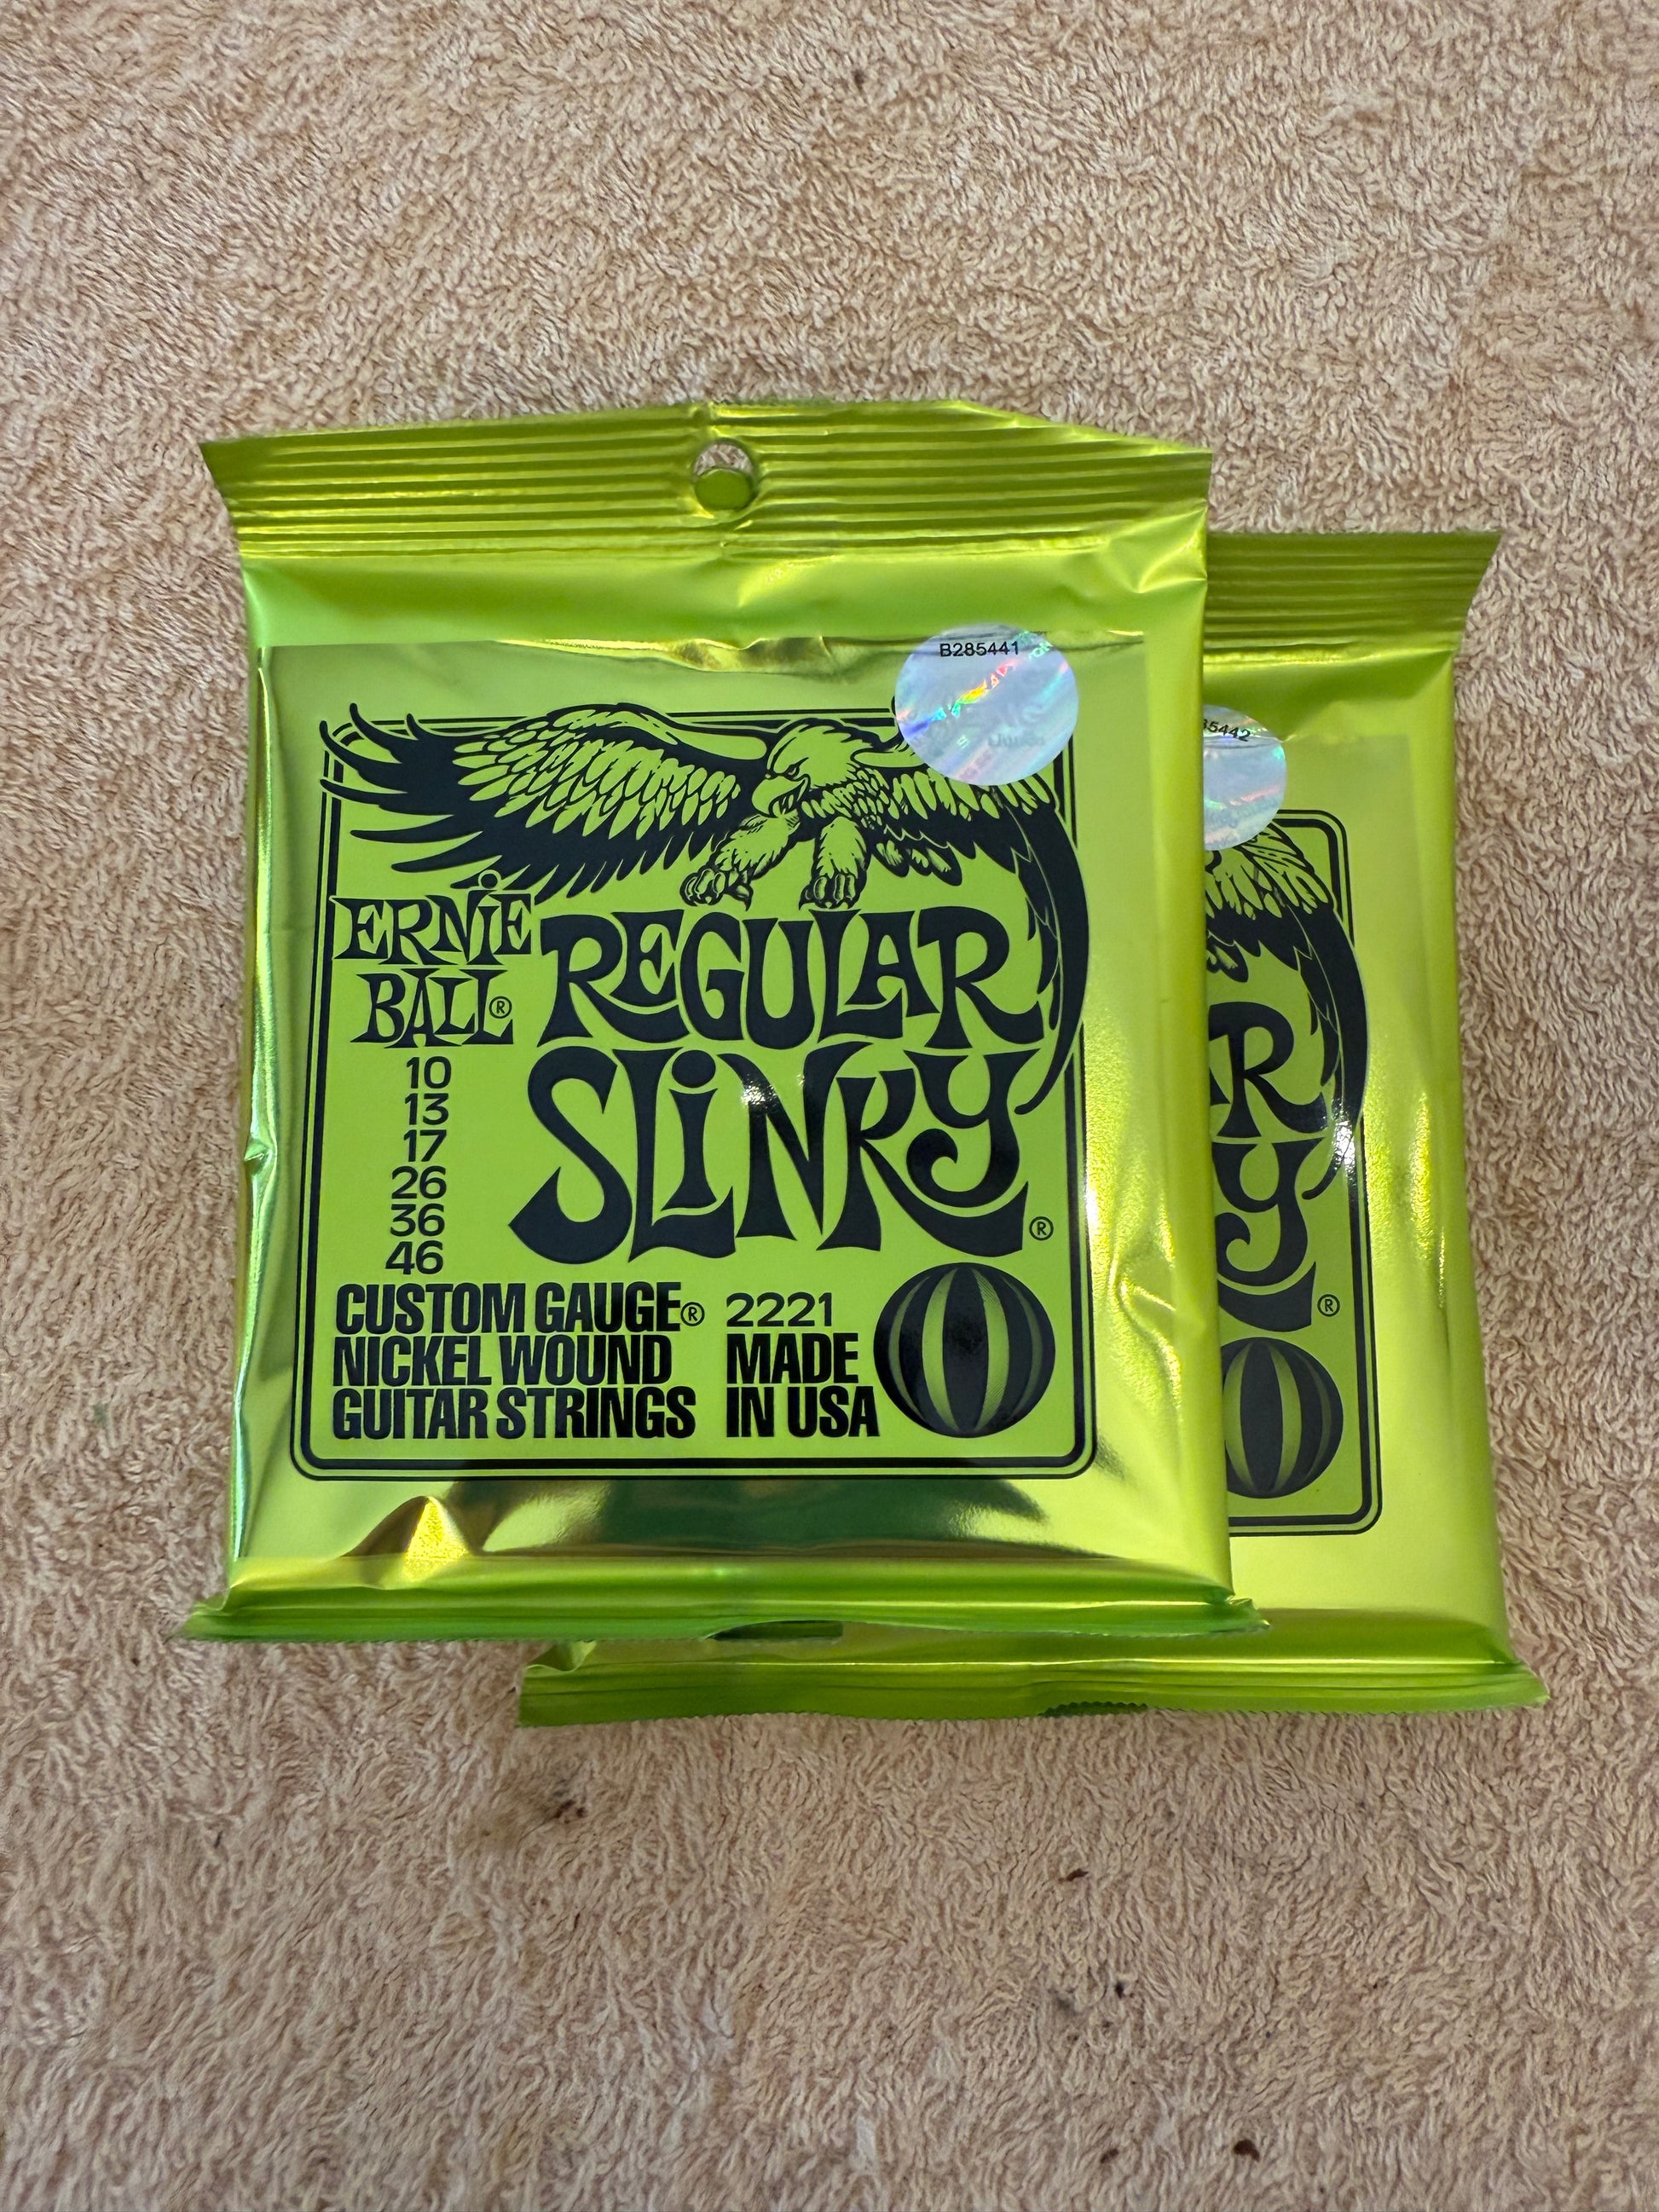 B285441
ERNIE
BALL®
REGULAR
SLINKY®
10
13
17
26
36
46
CUSTOM GAUGE®
NICKEL WOUND
GUITAR STRINGS
2221
MADE
IN USA
85442
R
Y®